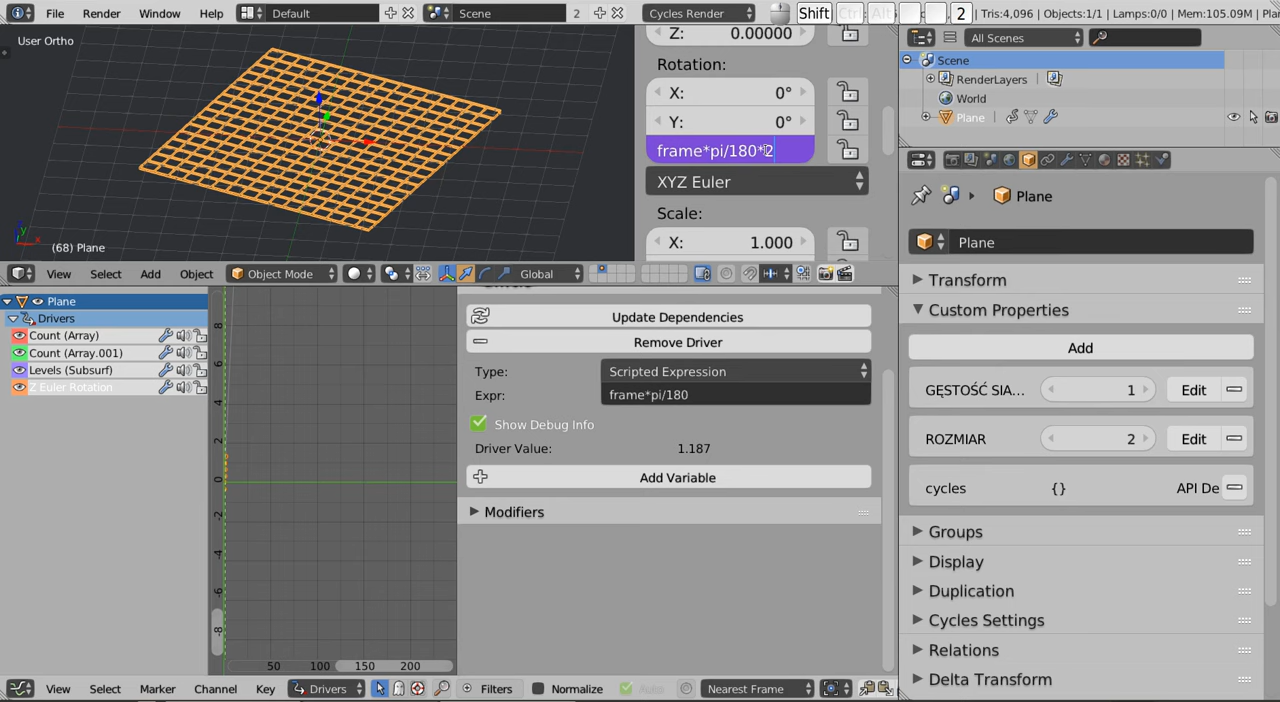 File Render Window Help Default Scene 2 Cycles Render Shift Ctrl Alt 2 Tris:4,096 | Objects:1/1 | Lamps:0/0 | Mem:105.09M |
User Ortho
(68) Plane
View Select Add Object Object Mode Global
Z: 0.00000
Rotation:
X: 0°
Y: 0°
frame*pi/180*2
XYZ Euler
Scale:
X: 1.000
All Scenes
Scene
RenderLayers
World
Plane
Plane
Drivers
Count (Array)
Count (Array.001)
Levels (Subsurf)
Z Euler Rotation
8
6
4
2
0
-2
-4
-6
-8
50 100 150 200
Drivers
Update Dependencies
Remove Driver
Type: Scripted Expression
Expr: frame*pi/180
Show Debug Info
Driver Value: 1.187
Add Variable
Modifiers
Plane
Plane
Transform
Custom Properties
Add
GĘSTOŚĆ SIA... 1 Edit
ROZMIAR 2 Edit
cycles {} API De
Groups
Display
Duplication
Cycles Settings
Relations
Delta Transform
View Select Marker Channel Key Drivers Filters Normalize Auto Nearest Frame